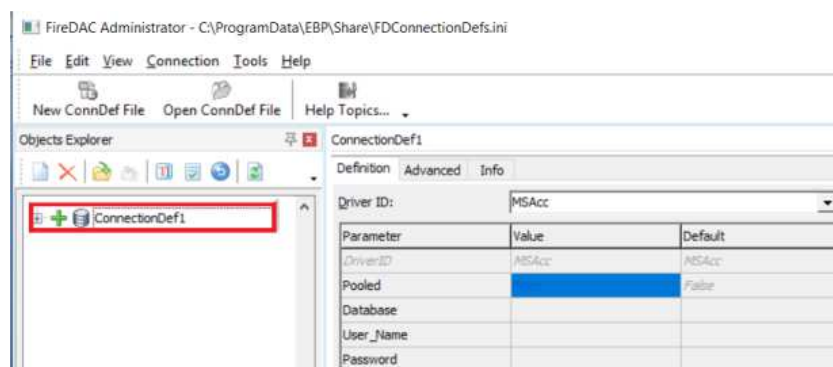 FireDAC Administrator - C:\ProgramData\EBP\Share\FDConnectionDefs.ini
File Edit View Connection Tools Help
New ConnDef File Open ConnDef File Help Topics...
Objects Explorer
ConnectionDef1
Definition Advanced Info
ConnectionDef1
Driver ID: MSAcc
Parameter Value Default
DriverID MSAcc MSAcc
Pooled False
Database
User_Name
Password